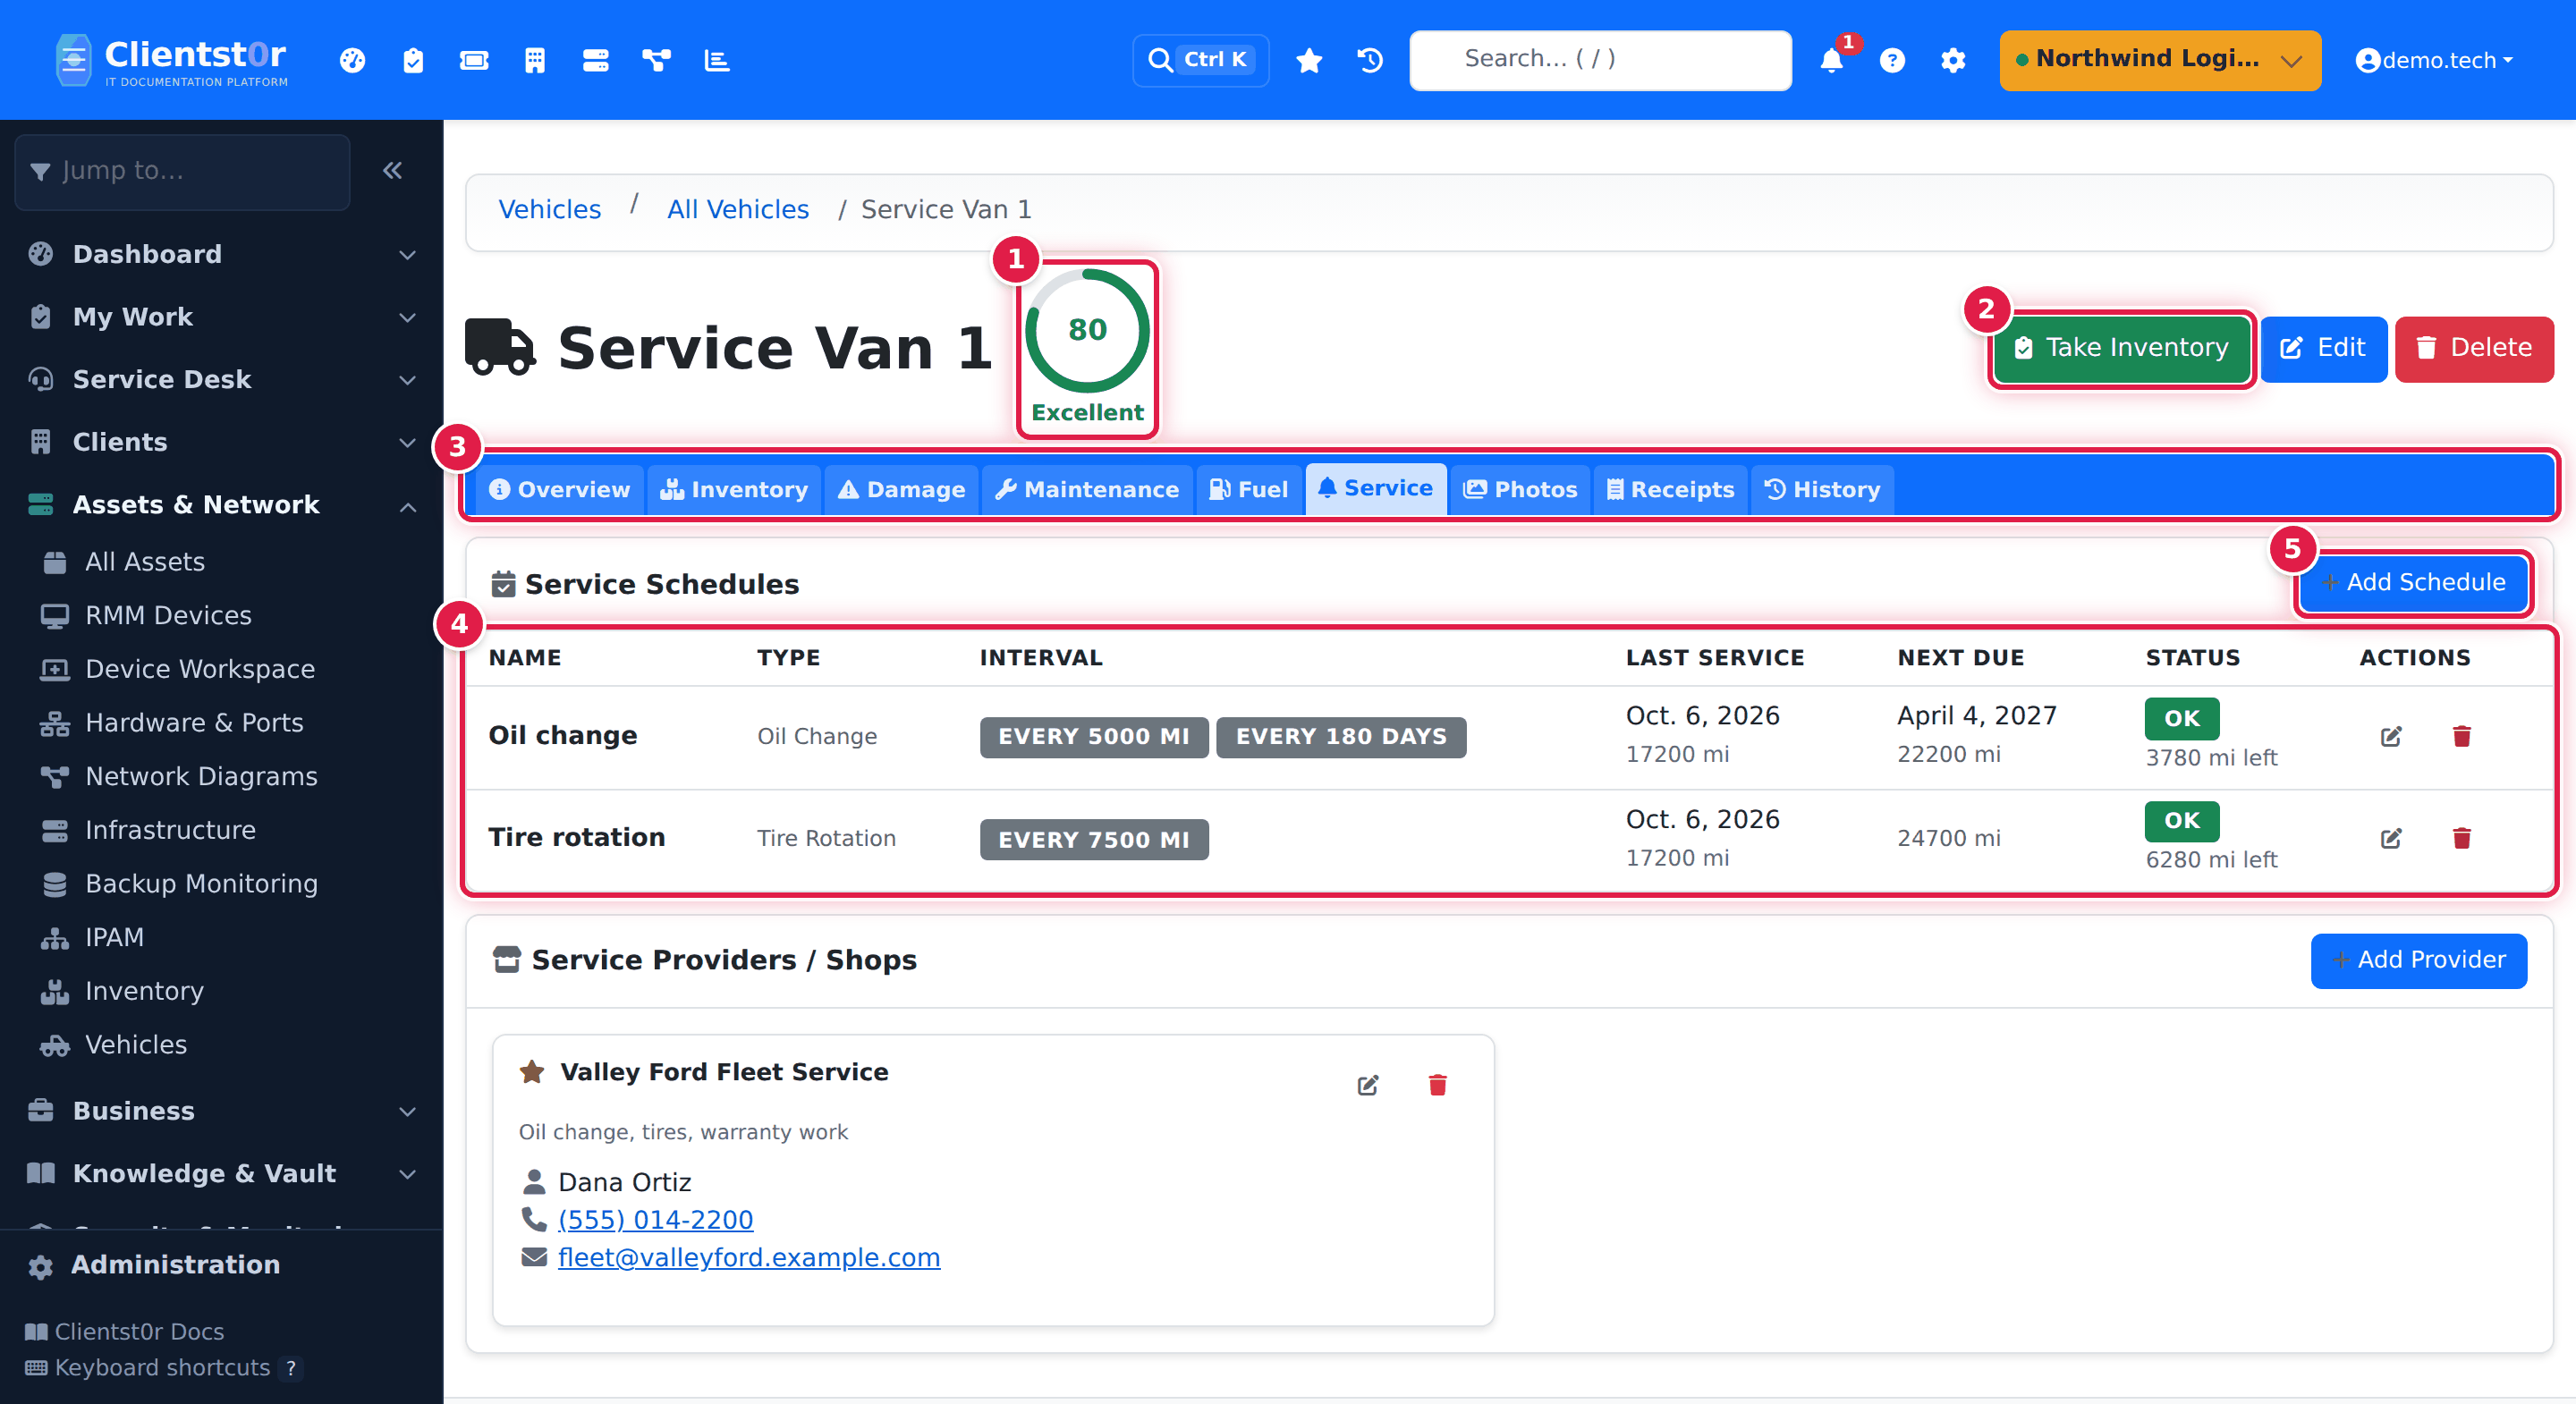 Clientst0r
IT DOCUMENTATION PLATFORM
Ctrl K
Search... ( / )
1
?
Northwind Logi...
demo.tech
Jump to...
Dashboard
My Work
Service Desk
Clients
Assets & Network
All Assets
RMM Devices
Device Workspace
Hardware & Ports
Network Diagrams
Infrastructure
Backup Monitoring
IPAM
Inventory
Vehicles
Business
Knowledge & Vault
Administration
Clientst0r Docs
Keyboard shortcuts ?
Vehicles / All Vehicles / Service Van 1
1
Service Van 1
80
Excellent
2
Take Inventory
Edit
Delete
3
Overview
Inventory
Damage
Maintenance
Fuel
Service
Photos
Receipts
History
Service Schedules
5
+ Add Schedule
4
NAME TYPE INTERVAL LAST SERVICE NEXT DUE STATUS ACTIONS
Oil change Oil Change EVERY 5000 MI EVERY 180 DAYS Oct. 6, 2026 April 4, 2027 OK
17200 mi 22200 mi 3780 mi left
Tire rotation Tire Rotation EVERY 7500 MI Oct. 6, 2026 24700 mi OK
17200 mi 6280 mi left
Service Providers / Shops
+ Add Provider
Valley Ford Fleet Service
Oil change, tires, warranty work
Dana Ortiz
(555) 014-2200
fleet@valleyford.example.com